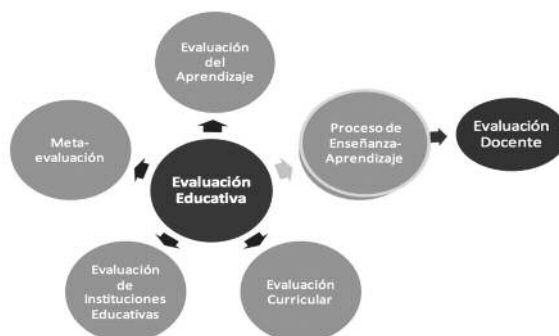 Evaluación
del
Aprendizaje
Meta-
evaluación
Proceso de
Enseñanza-
Aprendizaje
Evaluación
Docente
Evaluación
Educativa
Evaluación
de
Instituciones
Educativas
Evaluación
Curricular